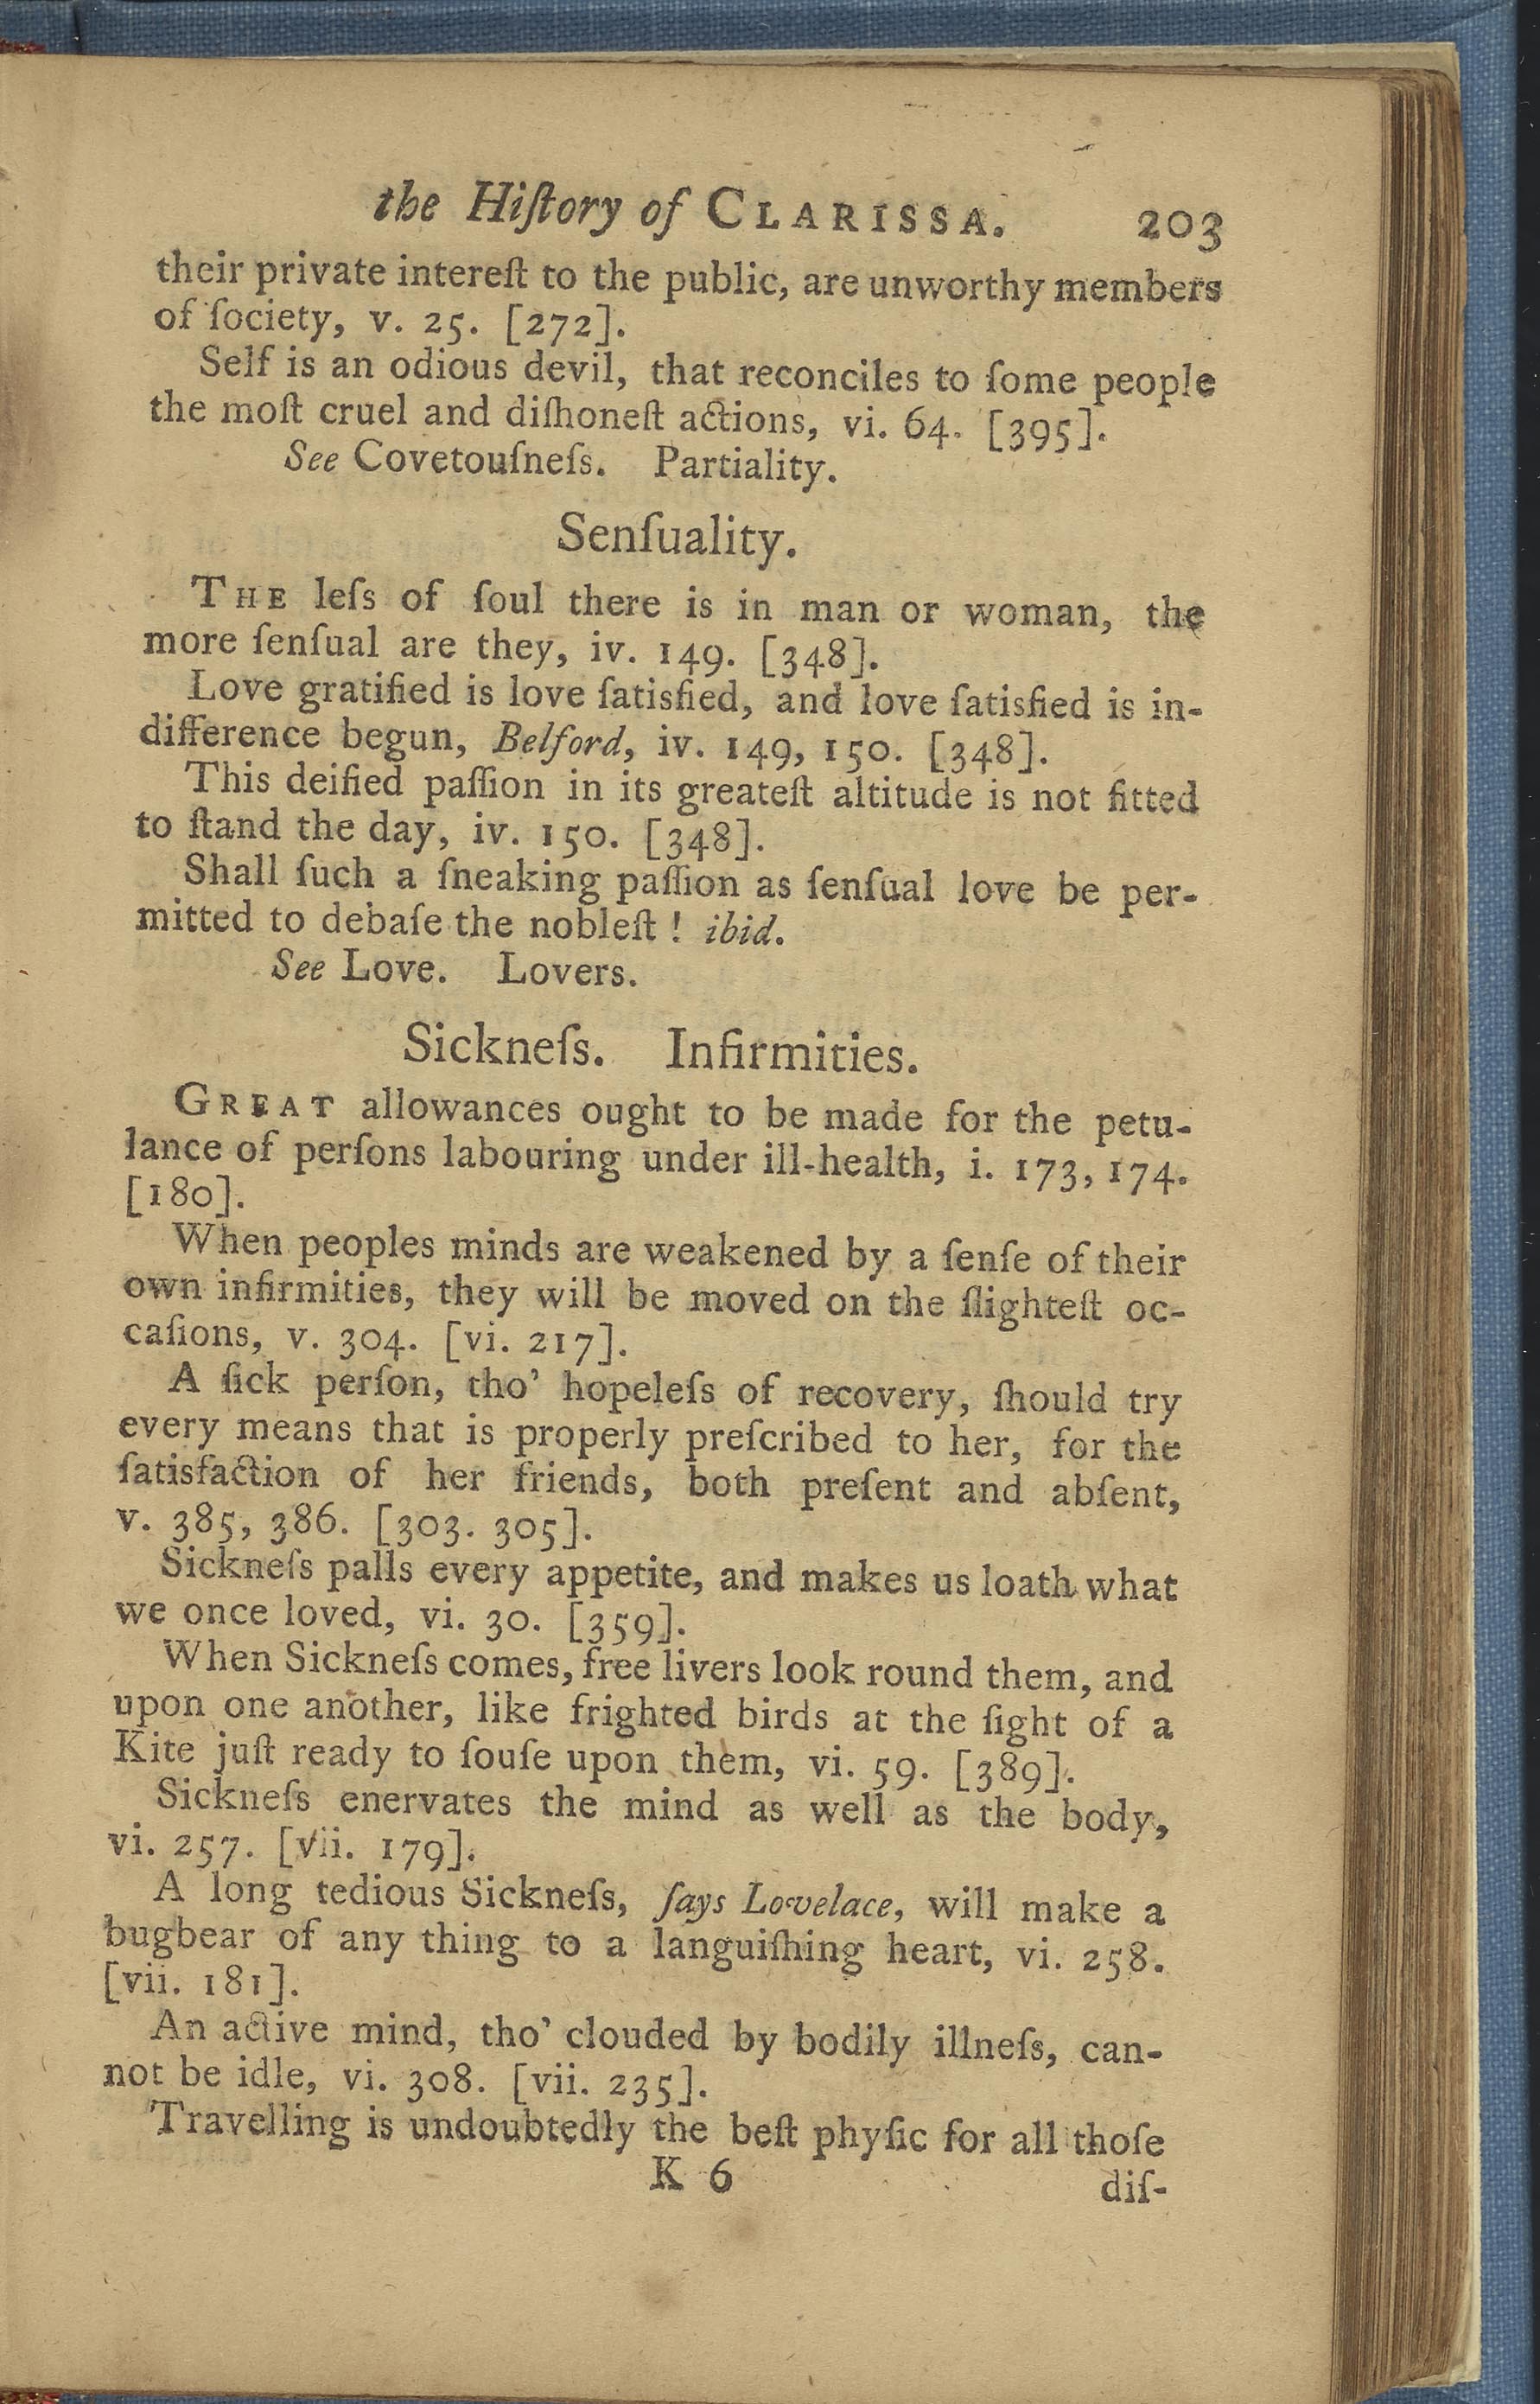 the Hiſtory of CLARISSA. 203
their private intereſt to the public, are unworthy members
of ſociety, v. 25. [272].
Self is an odious devil, that reconciles to ſome people
the moſt cruel and diſhoneſt actions, vi. 64. [395].
See Covetouſneſs. Partiality.
Senſuality.
THE leſs of ſoul there is in man or woman, the
more ſenſual are they, iv. 149. [348].
Love gratified is love ſatisfied, and love ſatisfied is in-
difference begun, Belford, iv. 149, 150. [348].
This deified paſſion in its greateſt altitude is not fitted
to ſtand the day, iv. 150. [348].
Shall ſuch a ſneaking paſſion as ſenſual love be per-
mitted to debaſe the nobleſt ! ibid.
See Love. Lovers.
Sickneſs. Infirmities.
GREAT allowances ought to be made for the petu-
lance of perſons labouring under ill-health, i. 173, 174.
[180].
When peoples minds are weakened by a ſenſe of their
own infirmities, they will be moved on the ſlighteſt oc-
caſions, v. 304. [vi. 217].
A ſick perſon, tho' hopeleſs of recovery, ſhould try
every means that is properly preſcribed to her, for the
ſatisfaction of her friends, both preſent and abſent,
v. 385, 386. [303. 305].
Sickneſs palls every appetite, and makes us loath what
we once loved, vi. 30. [359].
When Sickneſs comes, free livers look round them, and
upon one another, like frighted birds at the ſight of a
Kite juſt ready to ſouſe upon them, vi. 59. [389].
Sickneſs enervates the mind as well as the body,
vi. 257. [vii. 179].
A long tedious Sickneſs, ſays Lovelace, will make a
bugbear of any thing to a languiſhing heart, vi. 258.
[vii. 181].
An active mind, tho' clouded by bodily illneſs, can-
not be idle, vi. 308. [vii. 235].
Travelling is undoubtedly the beſt phyſic for all thoſe
K 6
diſ-